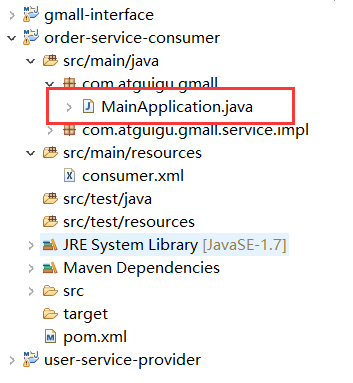 gmall-interface
order-service-consumer
src/main/java
com.atguigu.gmall
MainApplication.java
com.atguigu.gmall.service.impl
src/main/resources
consumer.xml
src/test/java
src/test/resources
JRE System Library [JavaSE-1.7]
Maven Dependencies
src
target
pom.xml
user-service-provider